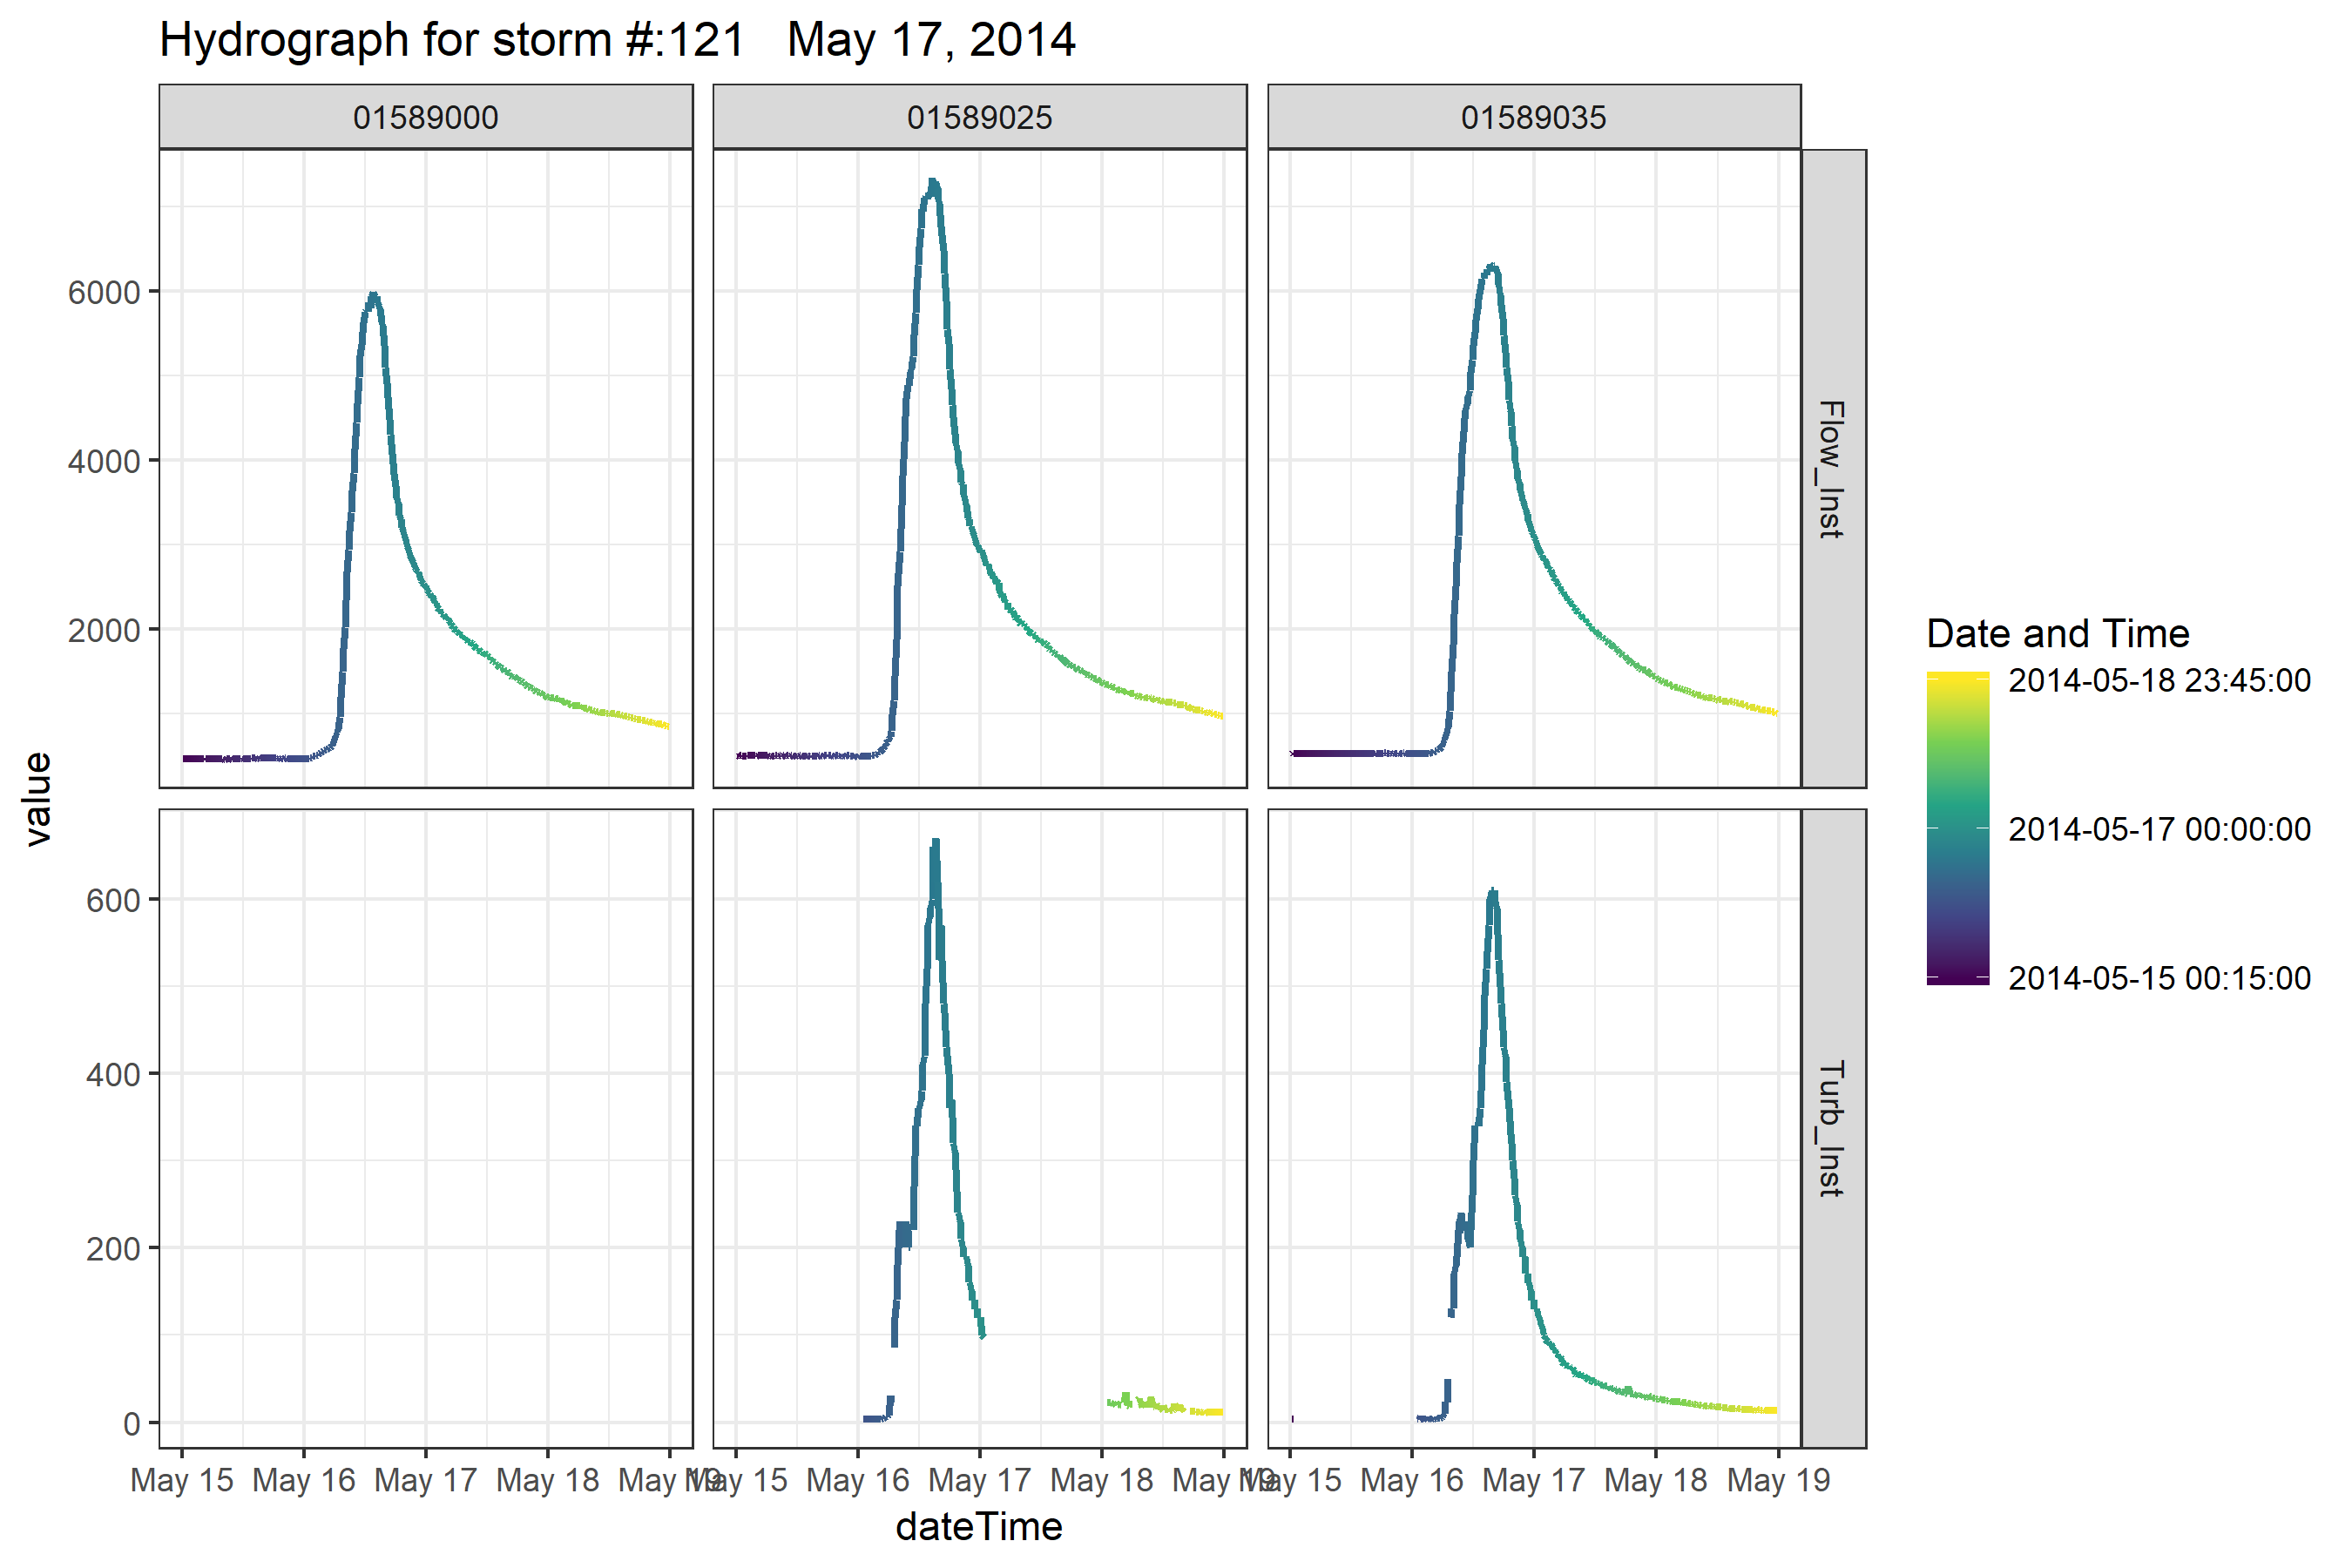 Hydrograph for storm #:121   May 17, 2014
01589000
01589025
01589035
6000
4000
2000
Flow_Inst
value
600
400
200
0
Turb_Inst
May 15 May 16 May 17 May 18 May 19
May 15 May 16 May 17 May 18 May 19
May 15 May 16 May 17 May 18 May 19
dateTime
Date and Time
2014-05-18 23:45:00
2014-05-17 00:00:00
2014-05-15 00:15:00